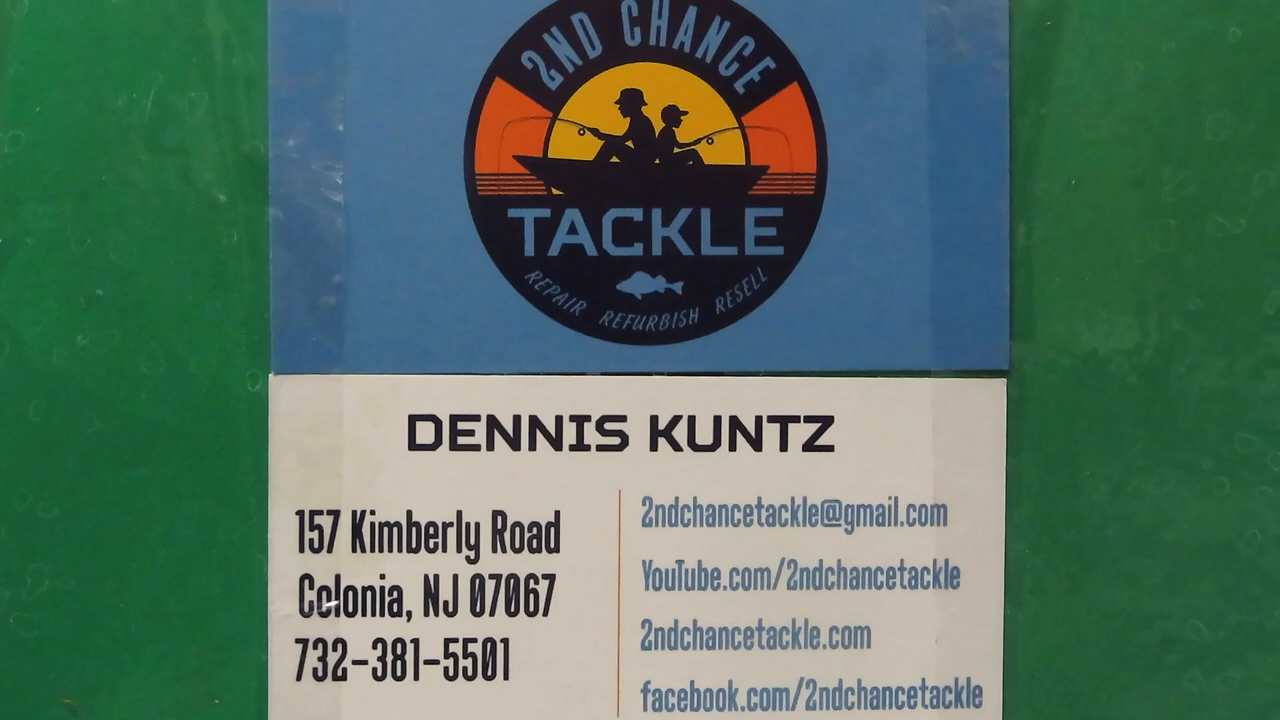 2ND CHANCE
TACKLE
REPAIR REFURBISH RESELL
DENNIS KUNTZ
157 Kimberly Road
Colonia, NJ 07067
732-381-5501
2ndchancetackle@gmail.com
YouTube.com/2ndchancetackle
2ndchancetackle.com
facebook.com/2ndchancetackle